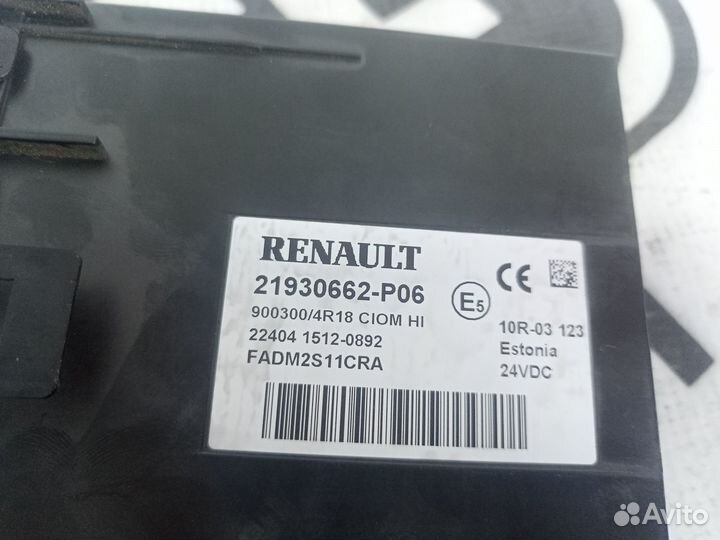 RENAULT
21930662-P06
900300/4R18 CIOM HI
22404 1512-0892
FADM2S11CRA
E5
CE
10R-03 123
Estonia
24VDC
Avito